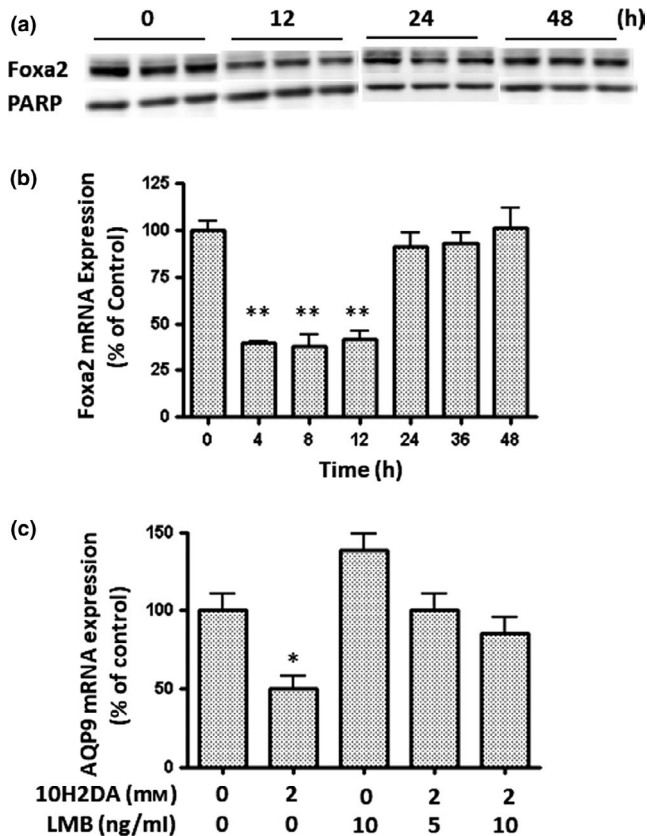 (a) 0 12 24 48 (h)
Foxa2
PARP
(b)
Foxa2 mRNA Expression
(% of Control)
125
100
75
50
25
0
** ** **
0 4 8 12 24 36 48
Time (h)
(c)
AQP9 mRNA expression
(% of control)
150
100
50
0
*
10H2DA (mM) 0 2 0 2 2
LMB (ng/ml) 0 0 10 5 10